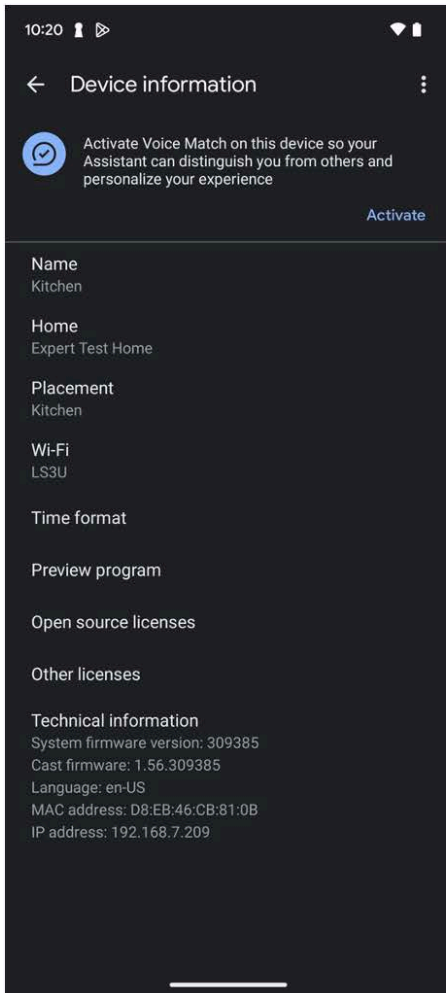 10:20
Device information
Activate Voice Match on this device so your
Assistant can distinguish you from others and
personalize your experience
Activate
Name
Kitchen
Home
Expert Test Home
Placement
Kitchen
Wi-Fi
LS3U
Time format
Preview program
Open source licenses
Other licenses
Technical information
System firmware version: 309385
Cast firmware: 1.56.309385
Language: en-US
MAC address: D8:EB:46:CB:81:0B
IP address: 192.168.7.209